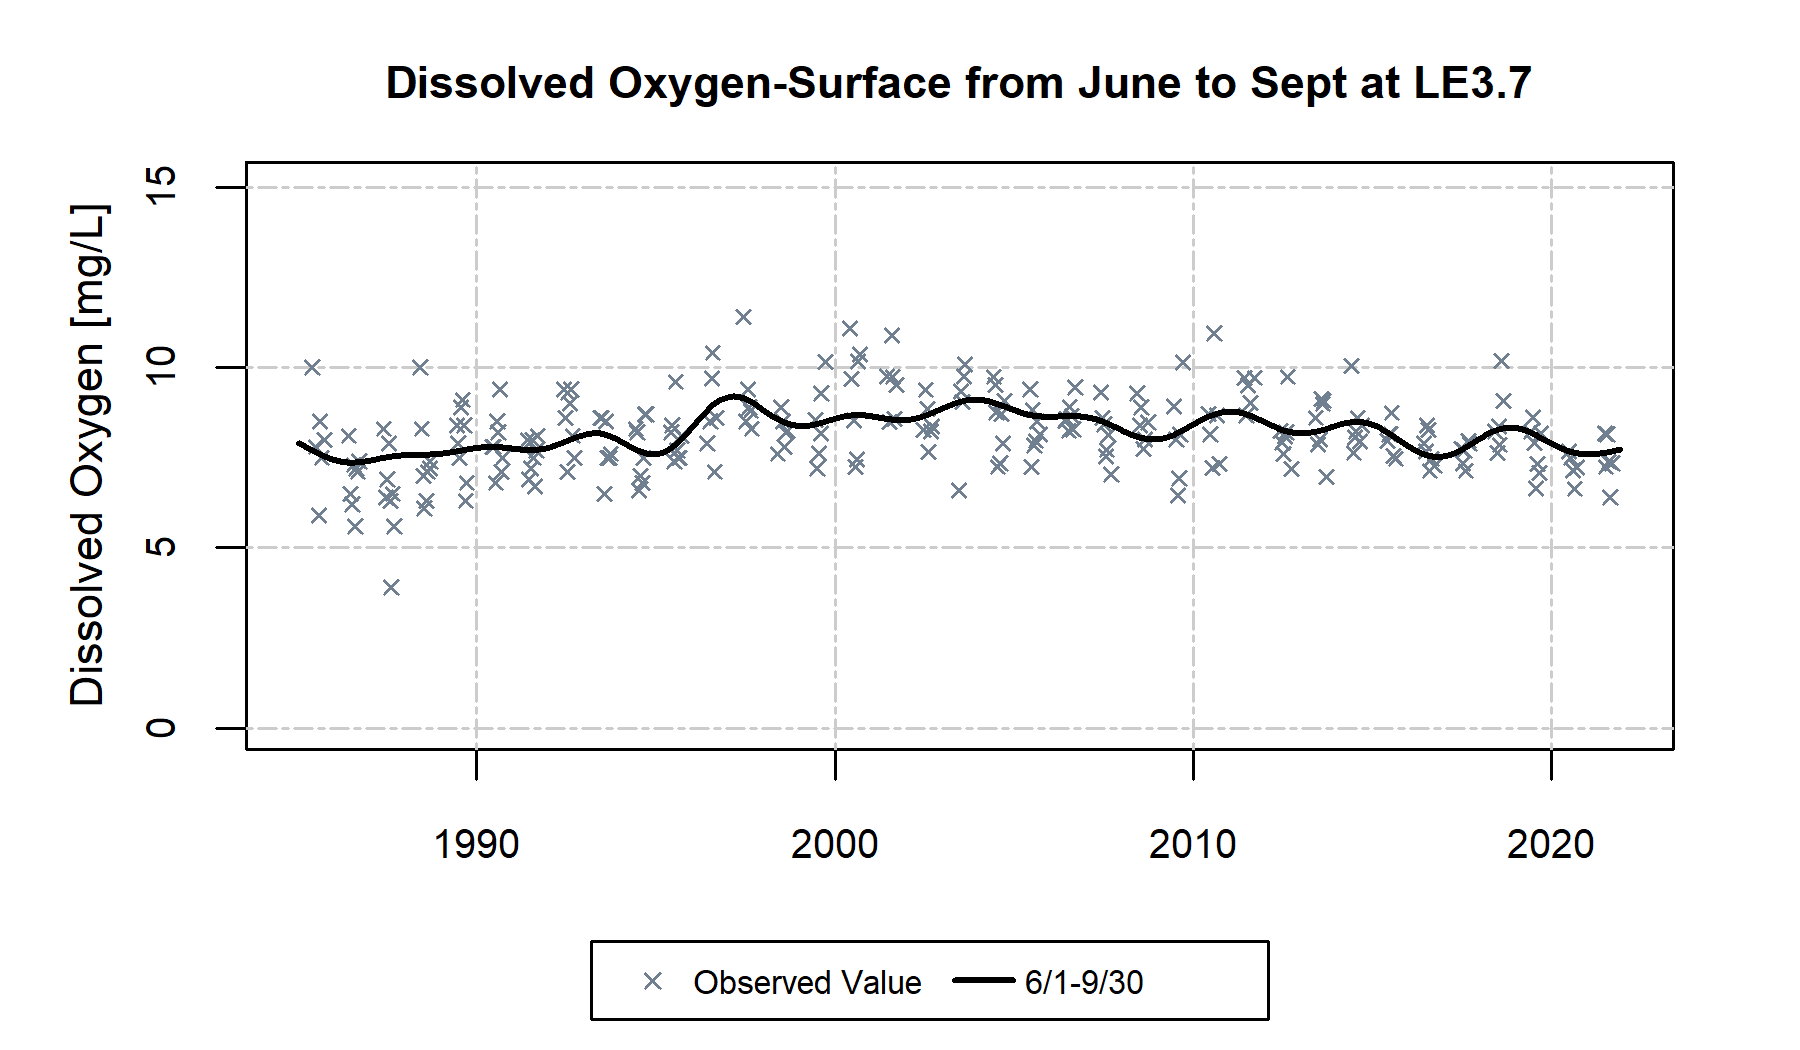 Dissolved Oxygen-Surface from June to Sept at LE3.7
Dissolved Oxygen [mg/L]
15
10
5
0
1990 2000 2010 2020
Observed Value 6/1-9/30